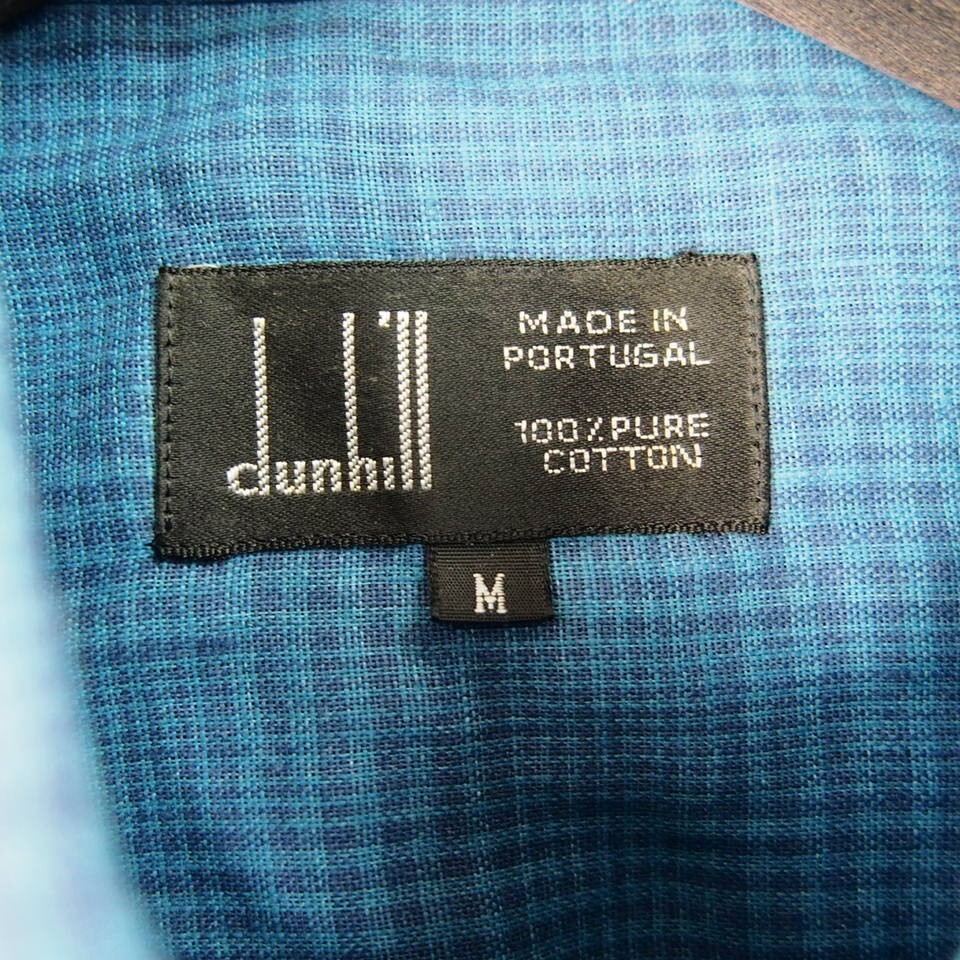 dunhill
MADE IN
PORTUGAL
100% PURE
COTTON
M